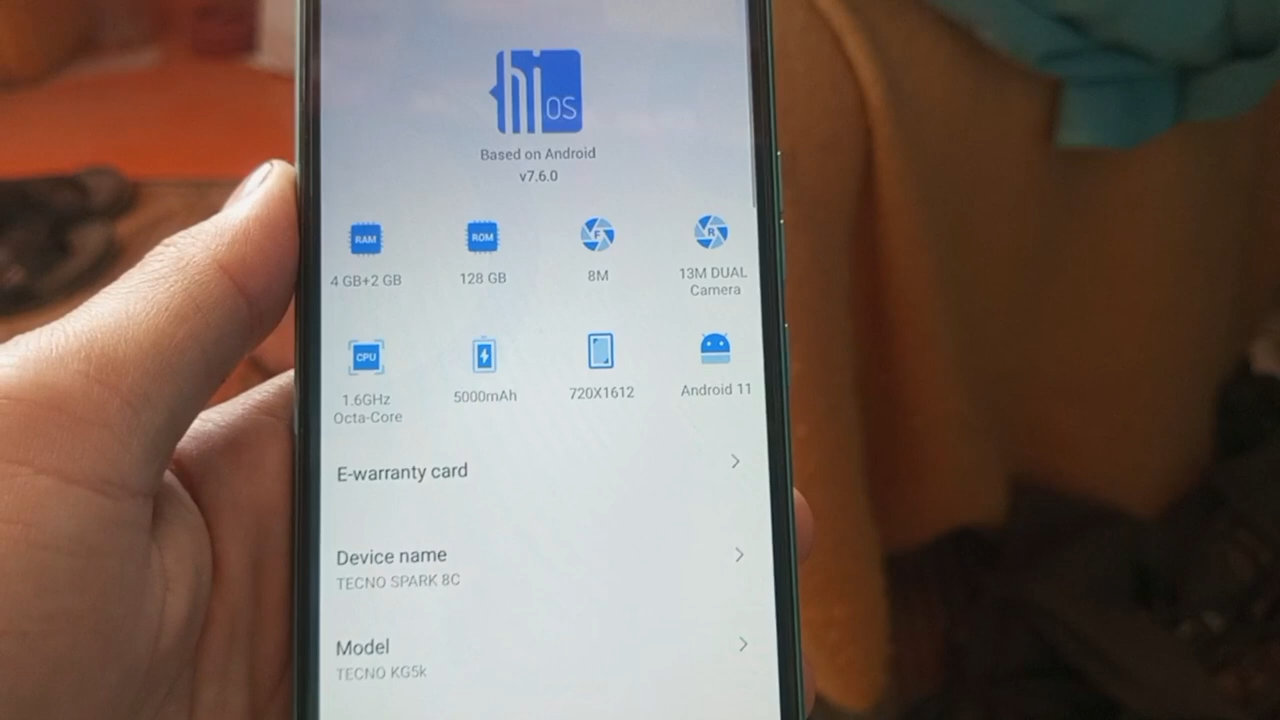 hiOS
Based on Android
v7.6.0
RAM
ROM
F
R
4 GB+2 GB
128 GB
8M
13M DUAL
Camera
CPU
1.6GHz
Octa-Core
5000mAh
720X1612
Android 11
E-warranty card
Device name
TECNO SPARK 8C
Model
TECNO KG5k